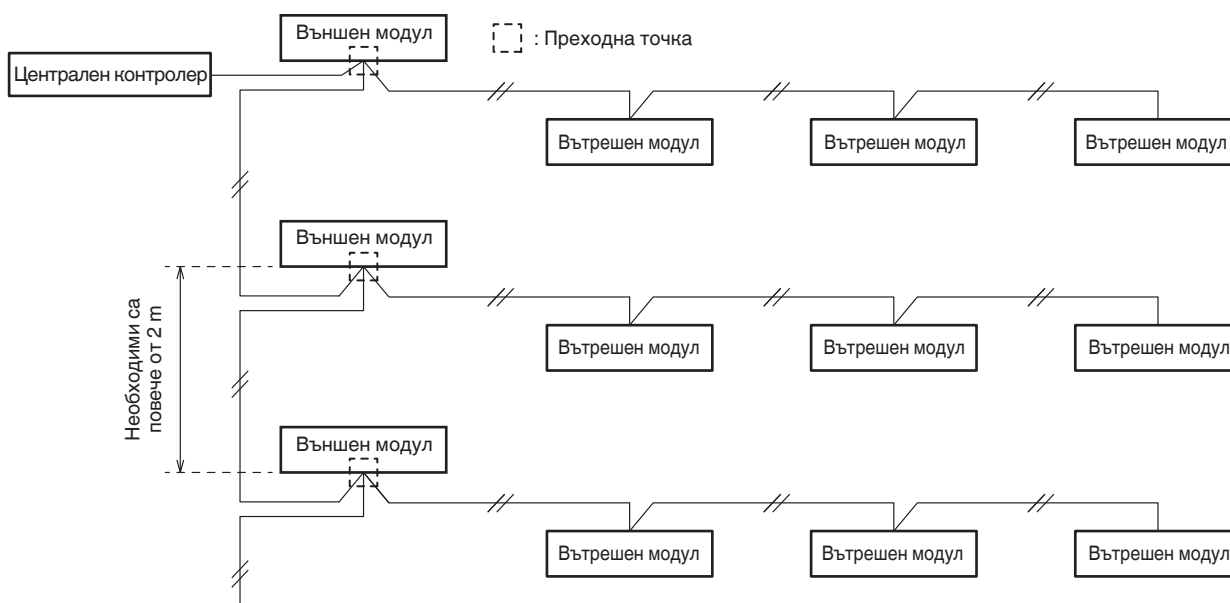 Външен модул
: Преходна точка
Централен контролер
Вътрешен модул
Вътрешен модул
Вътрешен модул
Външен модул
Необходими са
повече от 2 m
Вътрешен модул
Вътрешен модул
Вътрешен модул
Външен модул
Вътрешен модул
Вътрешен модул
Вътрешен модул